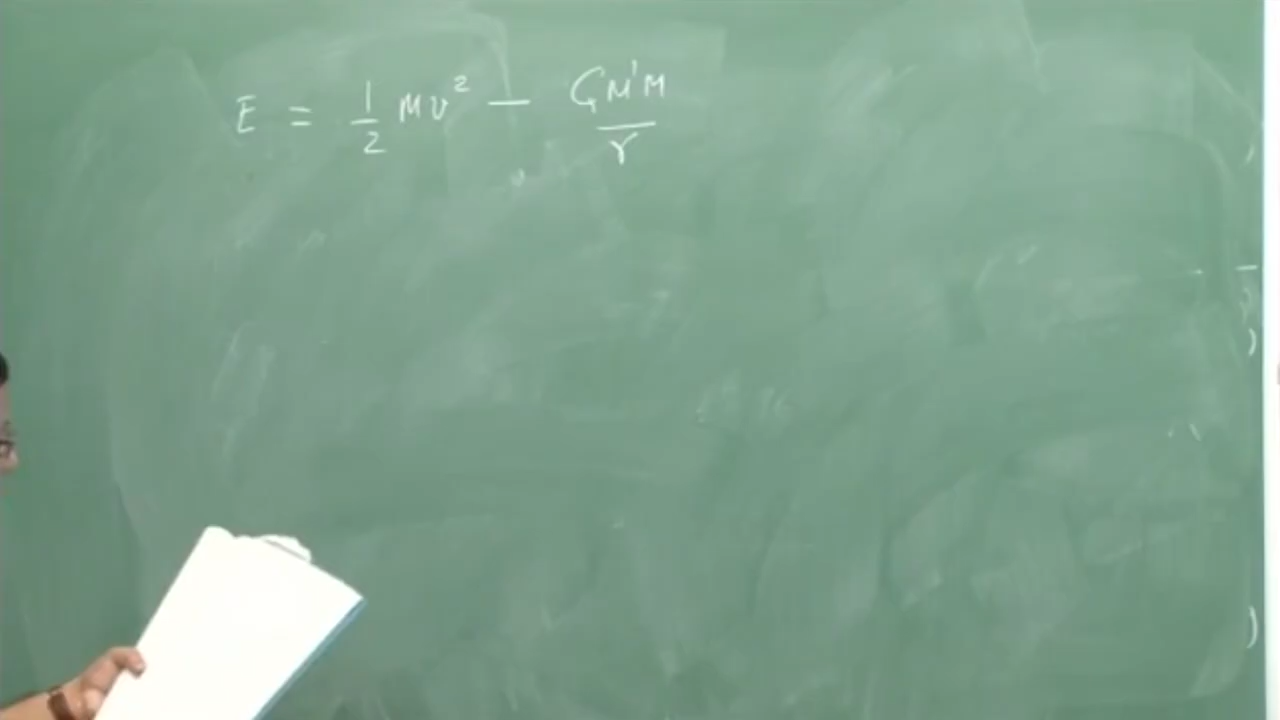 E = 1/2 Mv² − GM'M/r